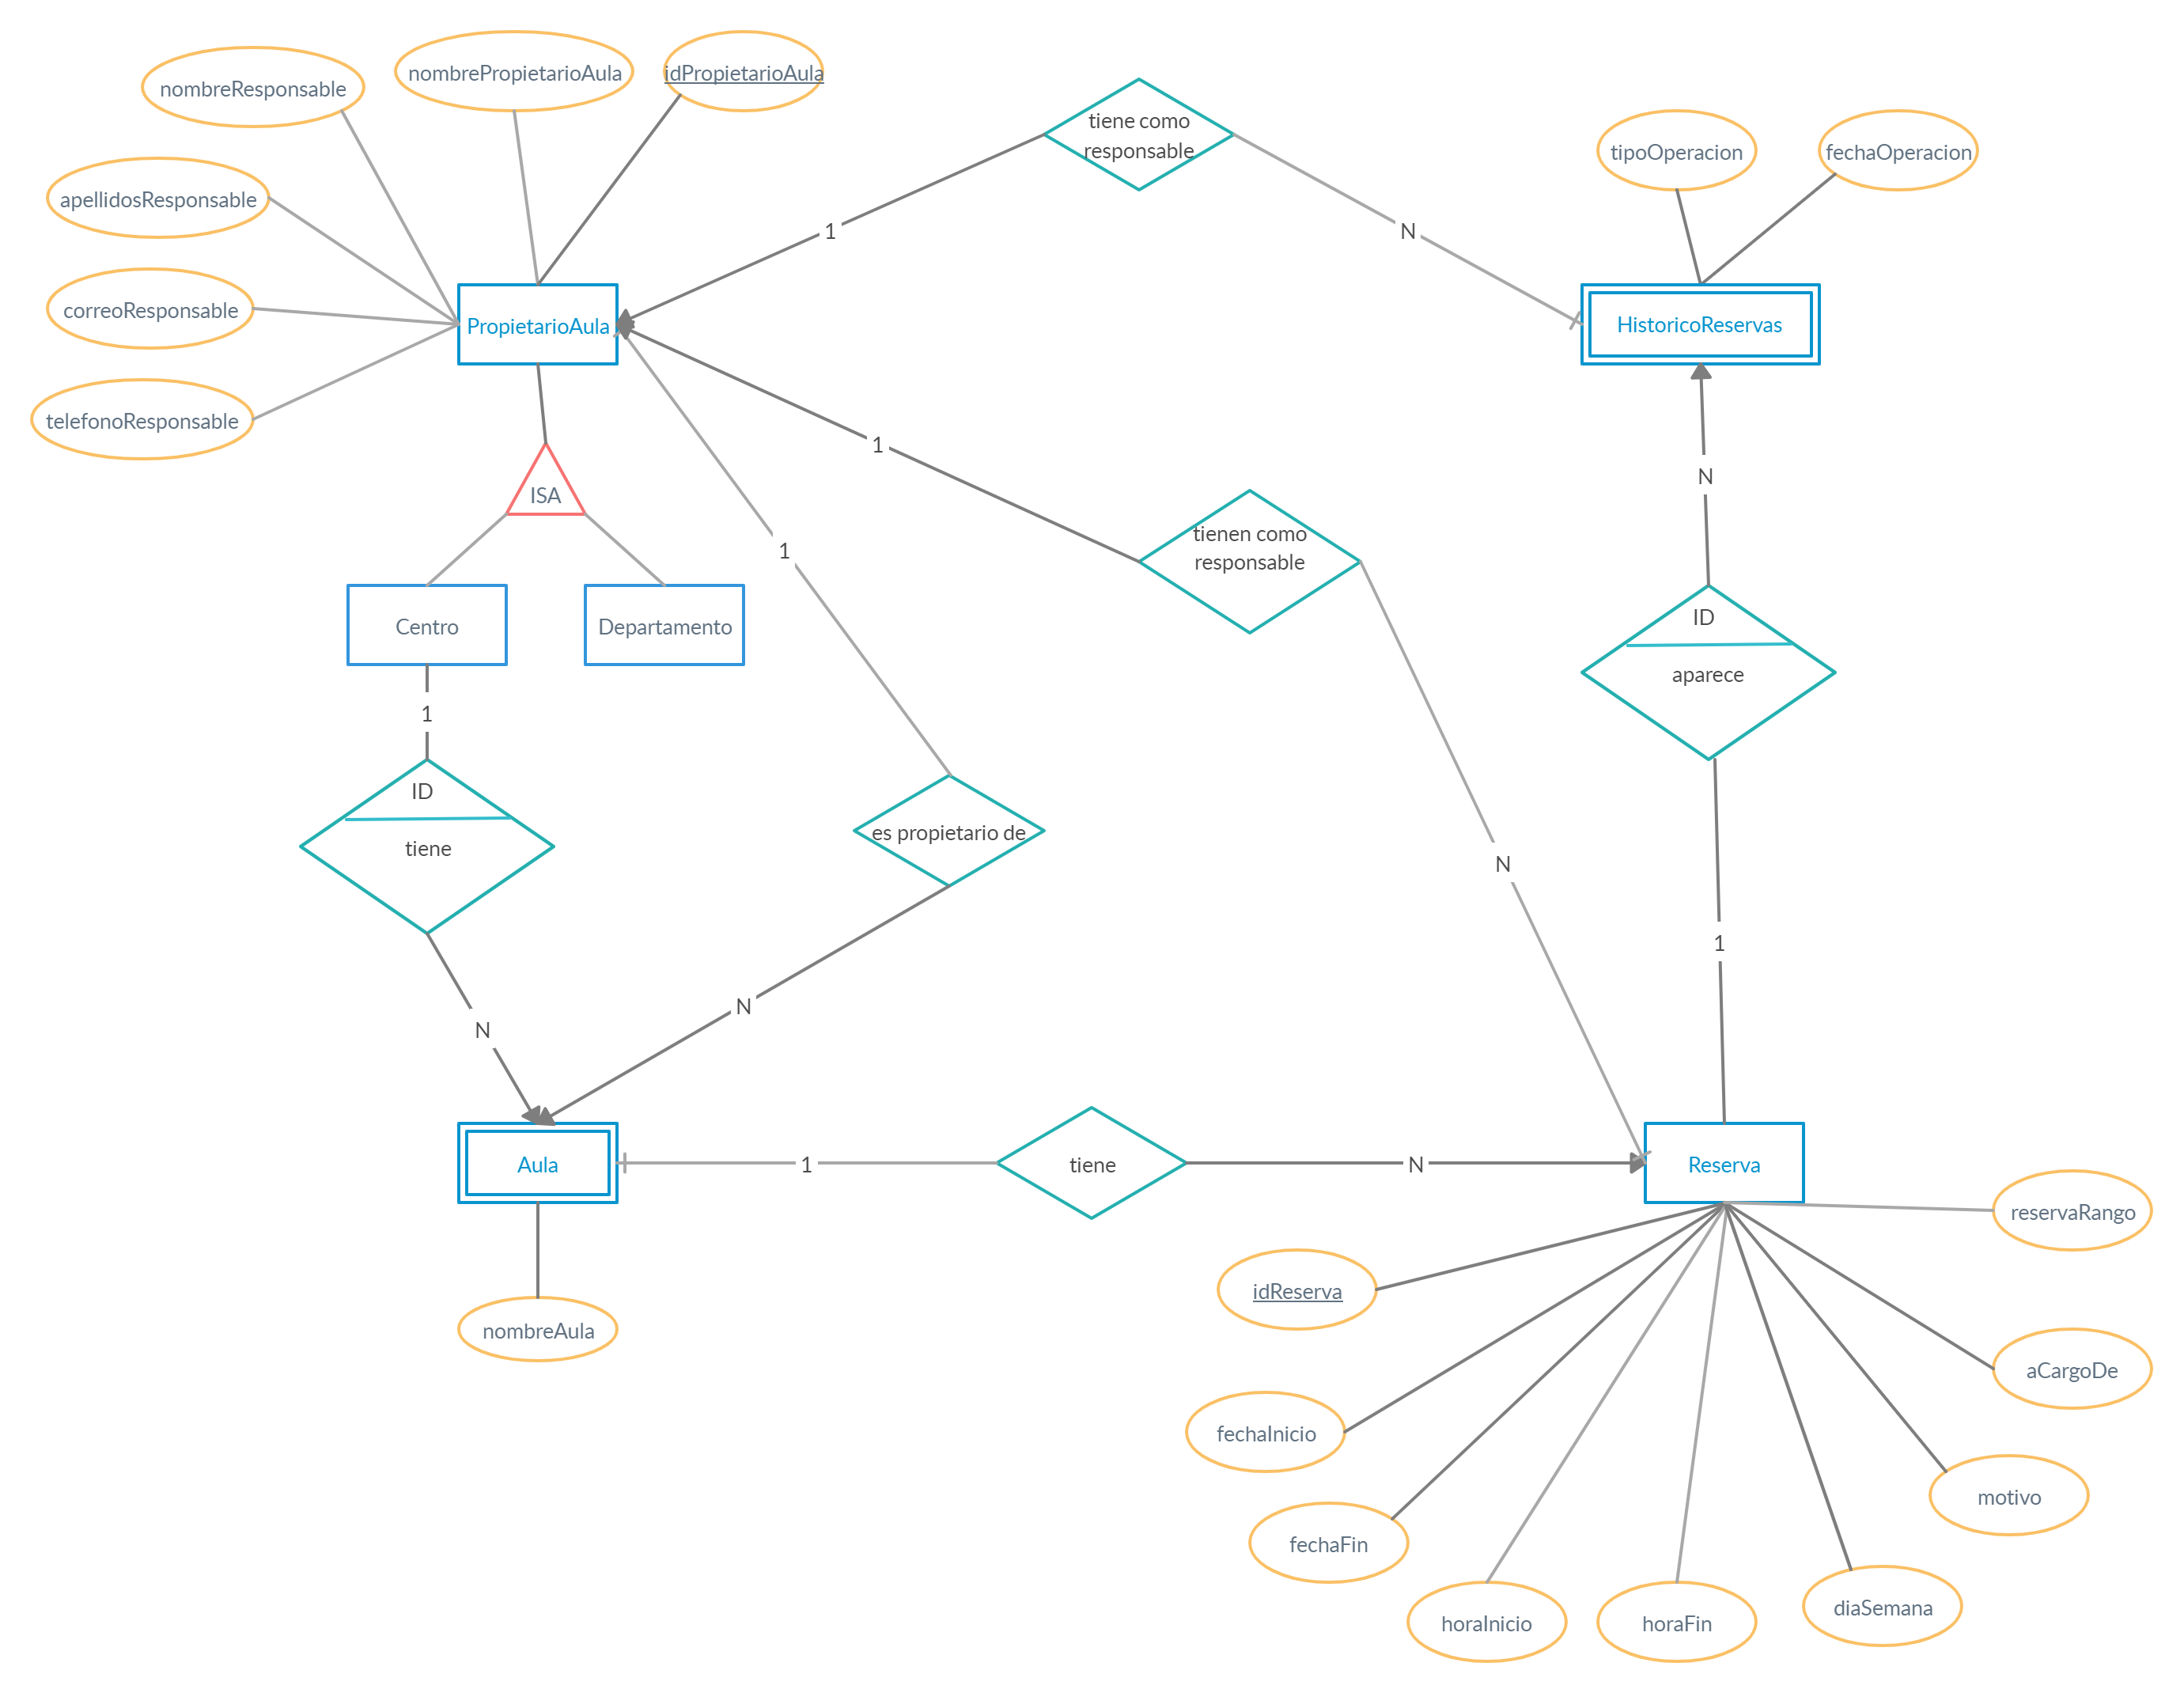 nombrePropietarioAula
idPropietarioAula
nombreResponsable
tiene como
responsable
tipoOperacion
fechaOperacion
apellidosResponsable
1
N
correoResponsable
PropietarioAula
HistoricoReservas
telefonoResponsable
1
N
ISA
tienen como
responsable
1
ID
Centro
Departamento
aparece
1
ID
tiene
es propietario de
N
1
N
N
Aula
1
tiene
N
Reserva
reservaRango
idReserva
nombreAula
aCargoDe
fechaInicio
motivo
fechaFin
diaSemana
horaInicio
horaFin